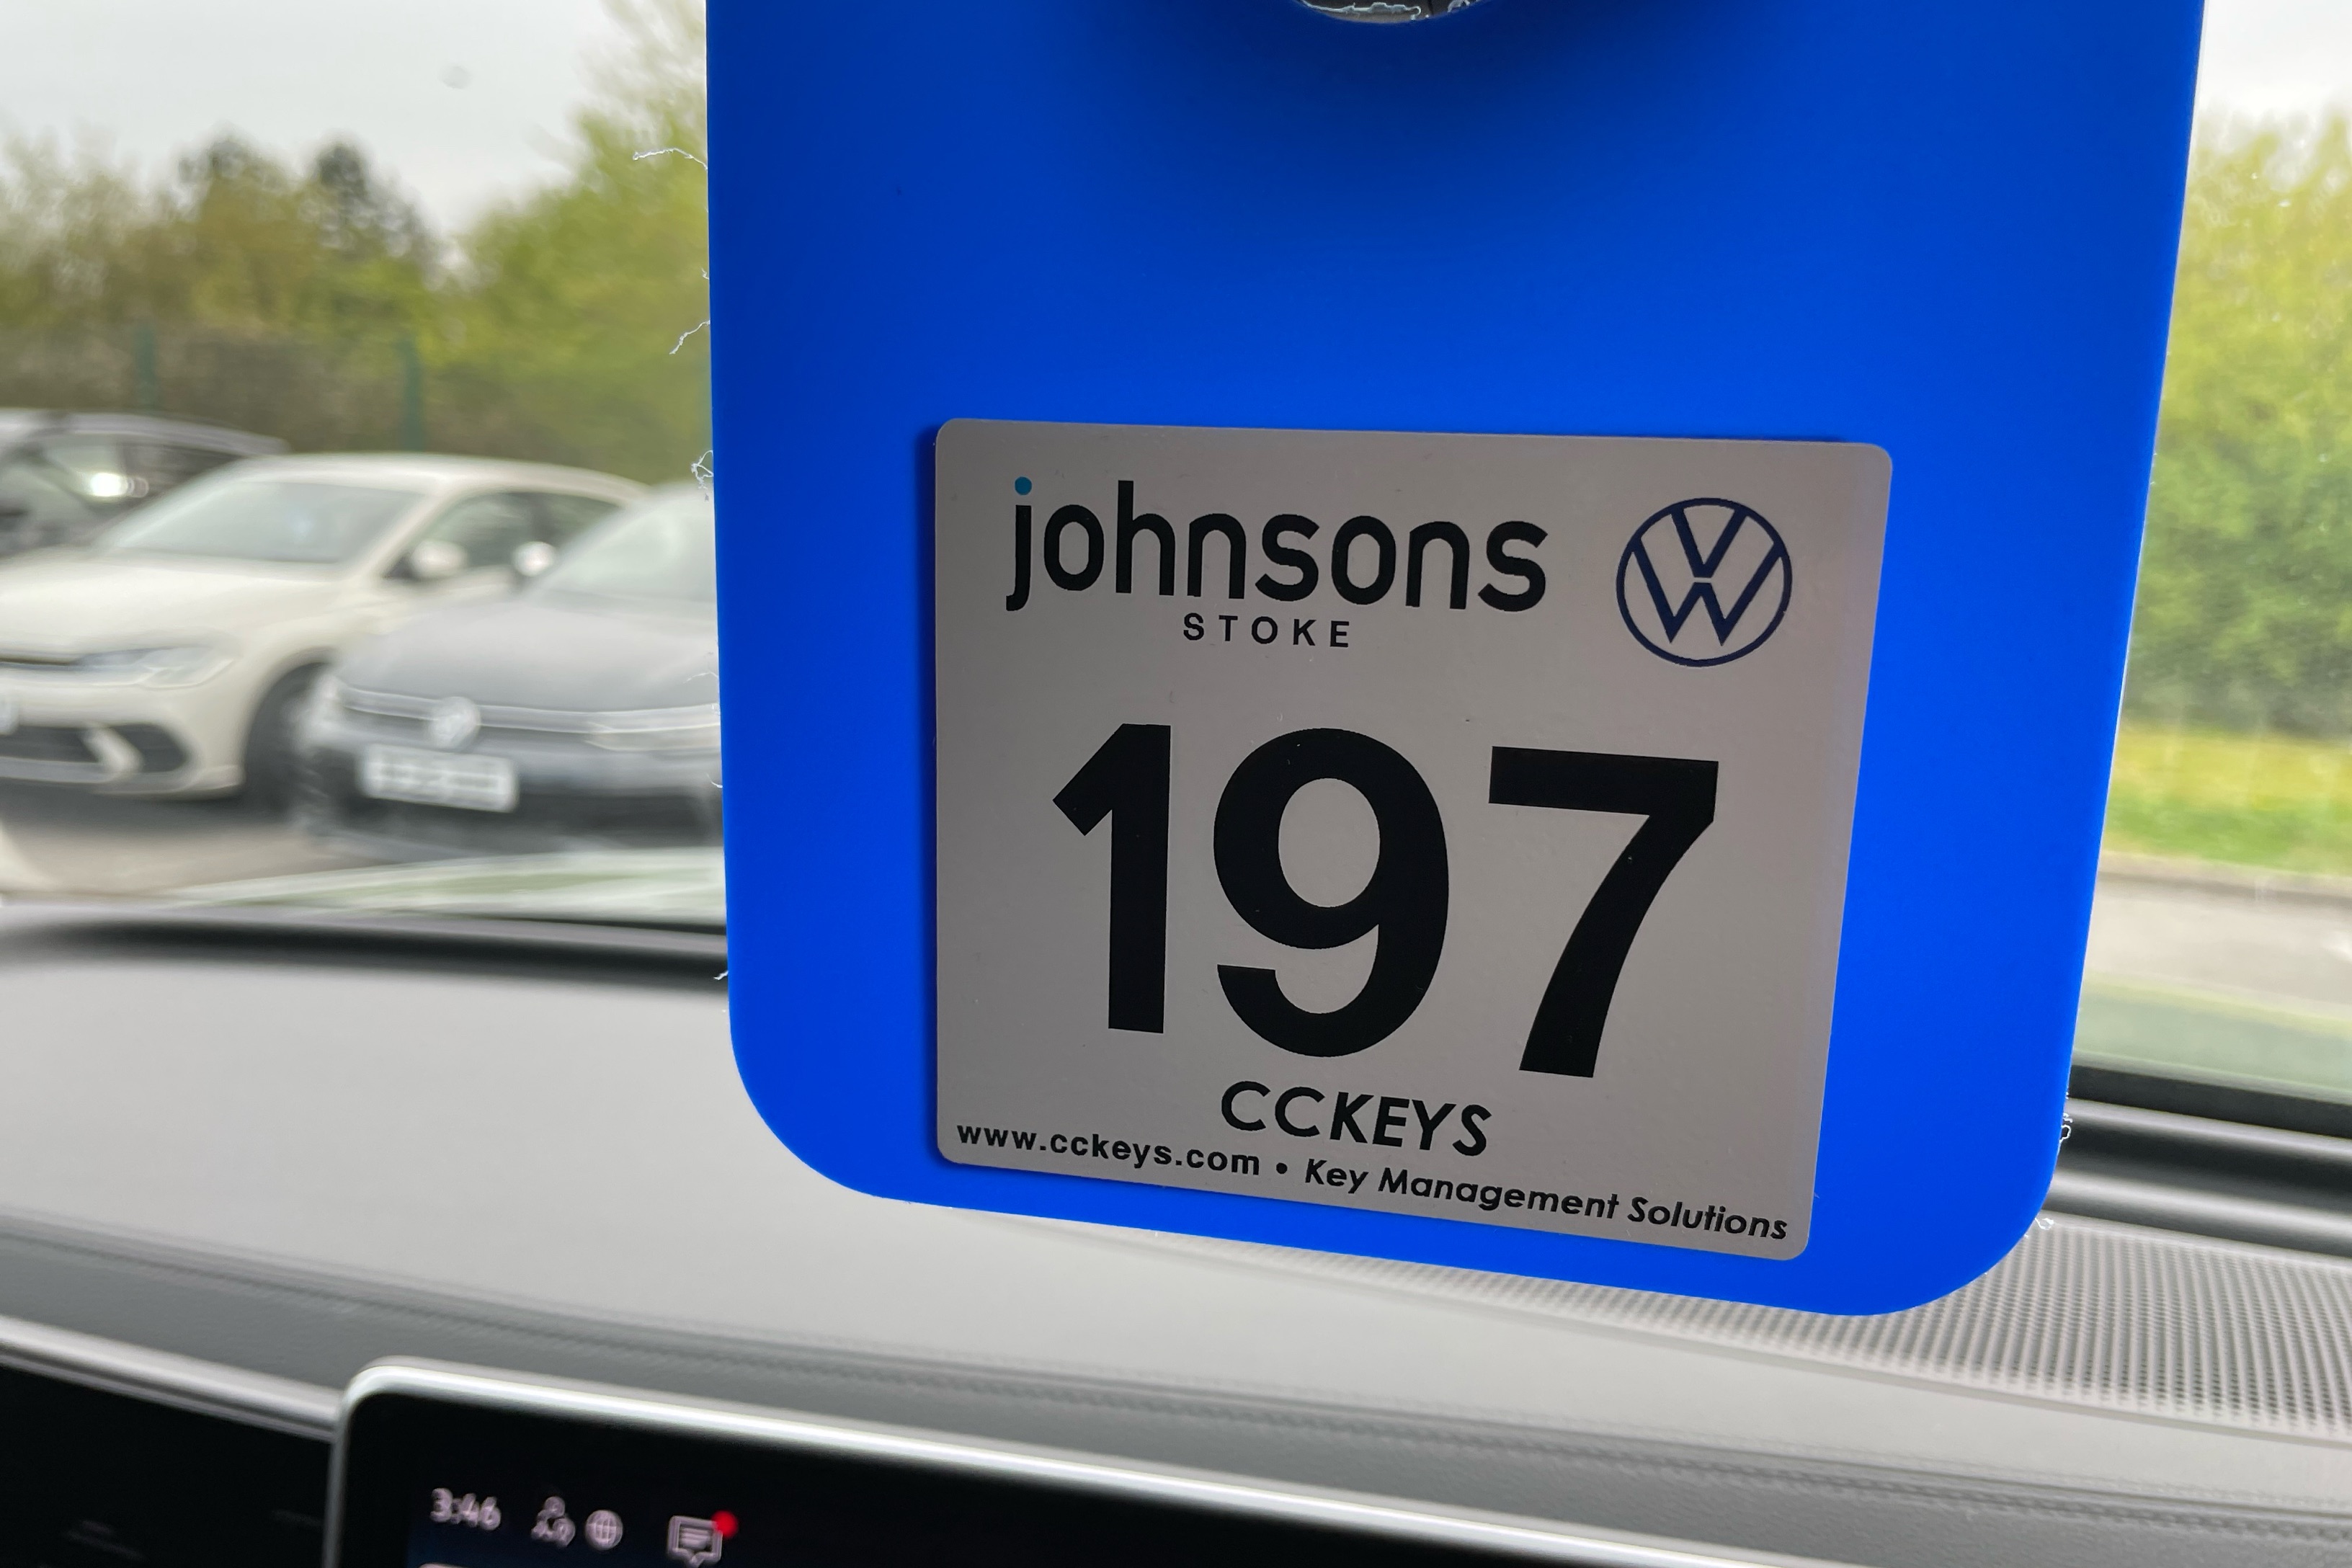 johnsons
STOKE
197
CCKEYS
www.cckeys.com • Key Management Solutions
3:46